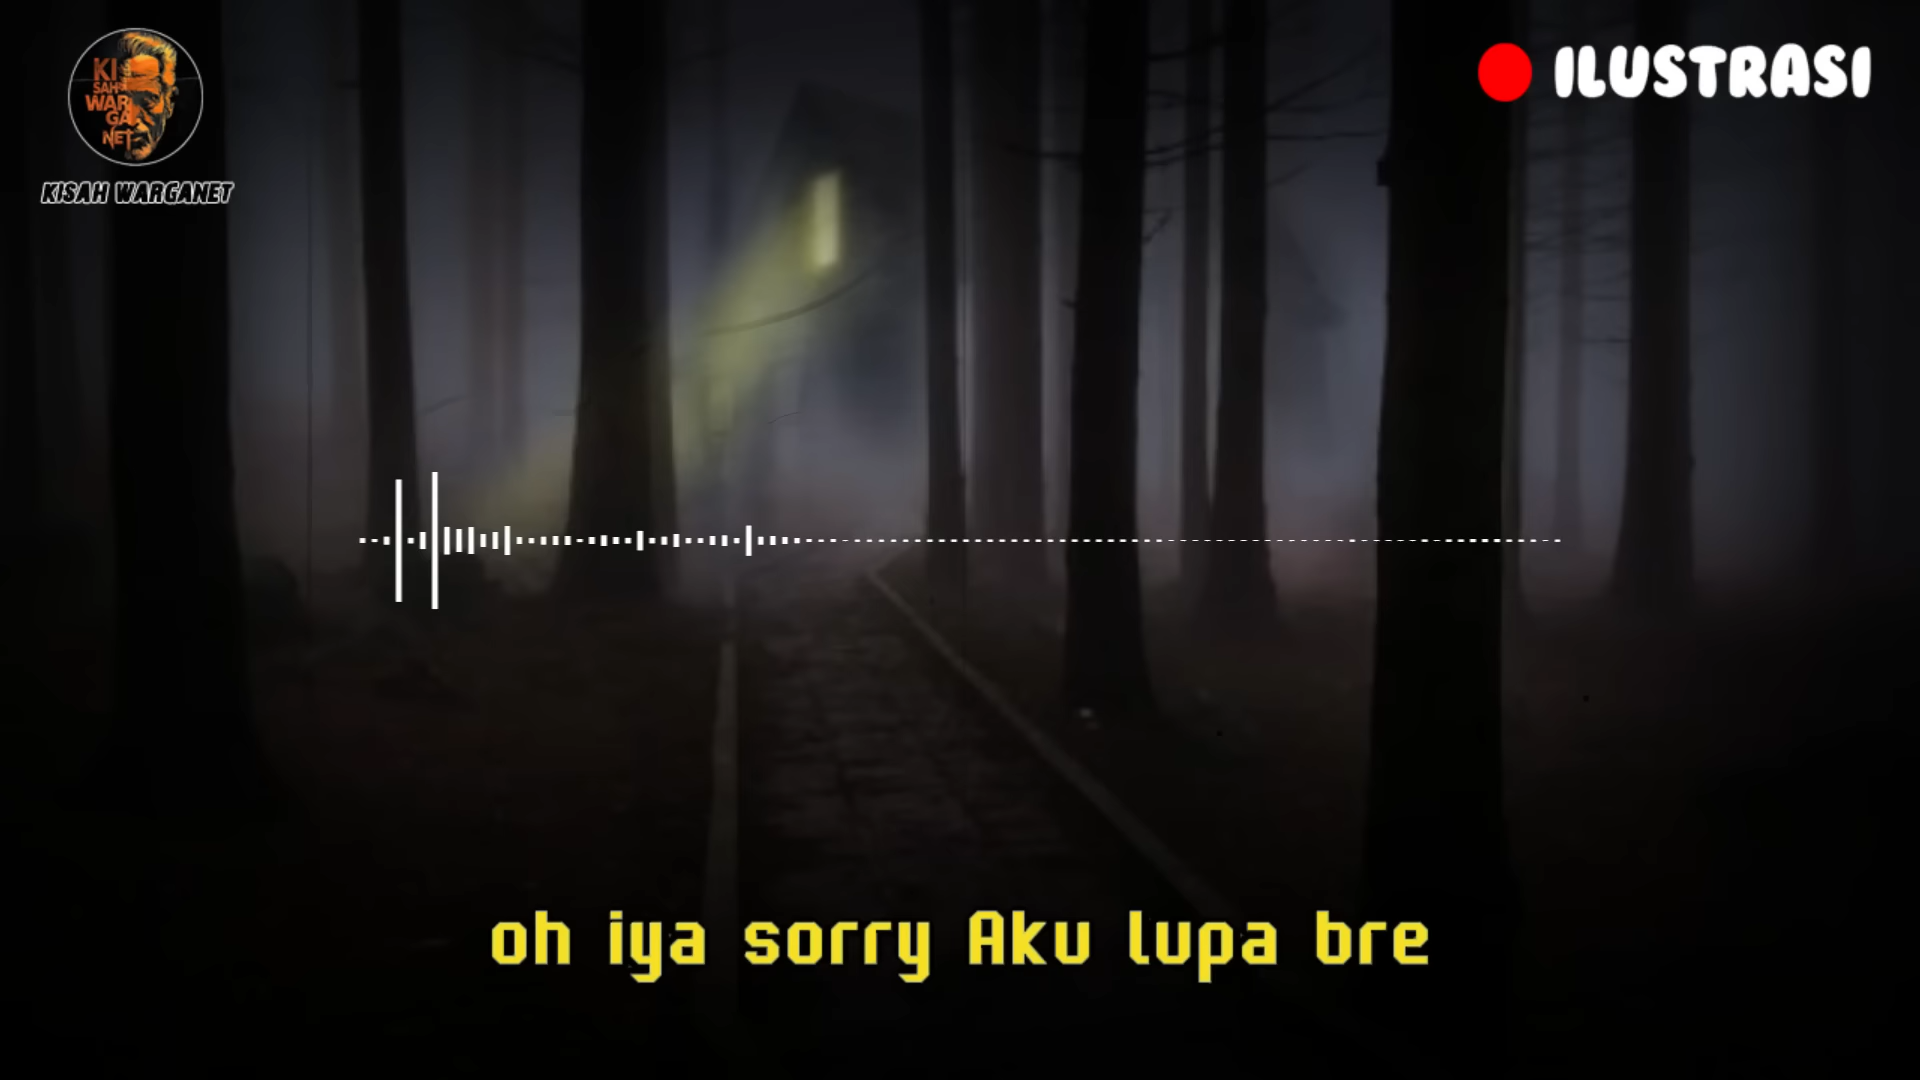 KI
SAH
WAR
GA
NET
KISAH WARGANET
ILUSTRASI
oh iya sorry Aku lupa bre